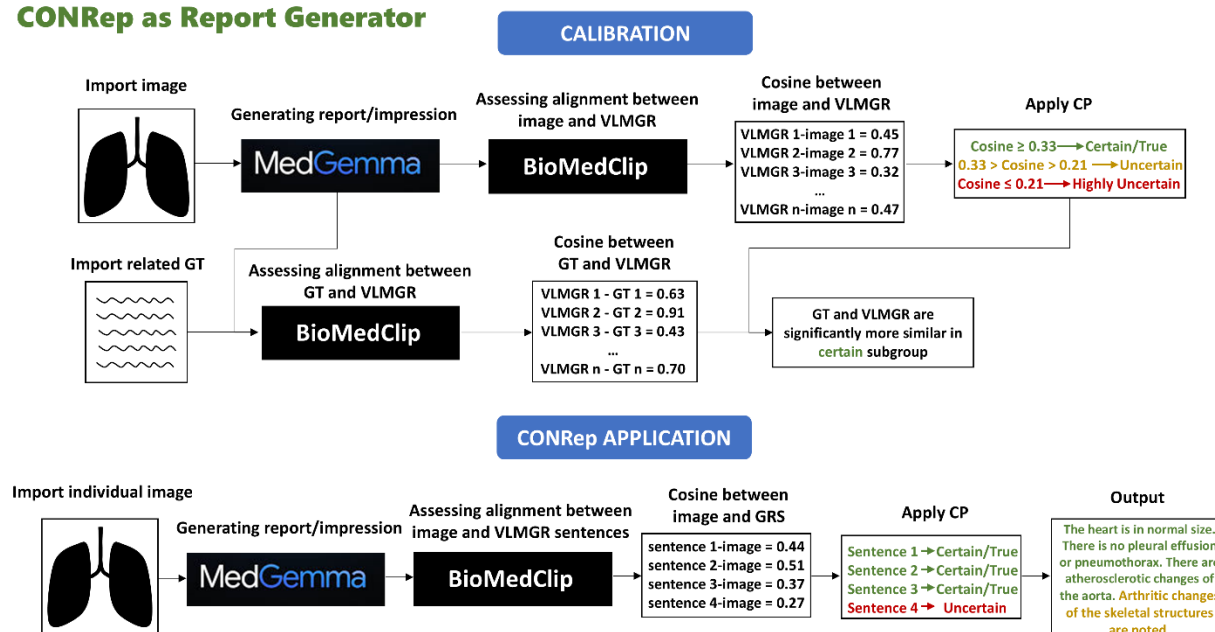 CONRep as Report Generator
CALIBRATION
Import image
Generating report/impression
MedGemma
Assessing alignment between
image and VLMGR
BioMedClip
Cosine between
image and VLMGR
VLMGR 1-image 1 = 0.45
VLMGR 2-image 2 = 0.77
VLMGR 3-image 3 = 0.32
...
VLMGR n-image n = 0.47
Apply CP
Cosine ≥ 0.33→Certain/True
0.33 > Cosine > 0.21 →Uncertain
Cosine ≤ 0.21→Highly Uncertain
Import related GT
Assessing alignment between
GT and VLMGR
BioMedClip
Cosine between
GT and VLMGR
VLMGR 1 - GT 1 = 0.63
VLMGR 2 - GT 2 = 0.91
VLMGR 3 - GT 3 = 0.43
...
VLMGR n - GT n = 0.70
GT and VLMGR are
significantly more similar in
certain subgroup
CONRep APPLICATION
Import individual image
Generating report/impression
MedGemma
Assessing alignment between
image and VLMGR sentences
BioMedClip
Cosine between
image and GRS
sentence 1-image = 0.44
sentence 2-image = 0.51
sentence 3-image = 0.37
sentence 4-image = 0.27
Apply CP
Sentence 1 → Certain/True
Sentence 2 → Certain/True
Sentence 3 → Certain/True
Sentence 4 → Uncertain
Output
The heart is in normal size.
There is no pleural effusion
or pneumothorax. There are
atherosclerotic changes of
the aorta. Arthritic changes
of the skeletal structures
are noted